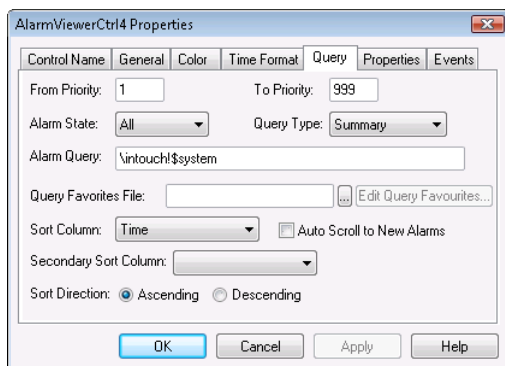 AlarmViewerCtrl4 Properties
Control Name General Color Time Format Query Properties Events
From Priority: 1 To Priority: 999
Alarm State: All Query Type: Summary
Alarm Query: \intouch!$system
Query Favorites File: ... Edit Query Favourites...
Sort Column: Time Auto Scroll to New Alarms
Secondary Sort Column:
Sort Direction: Ascending Descending
OK Cancel Apply Help